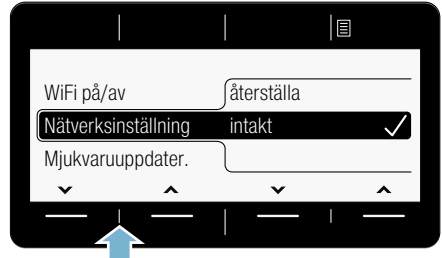 WiFi på/av återställa
Nätverksinställning intakt
Mjukvaruuppdater.